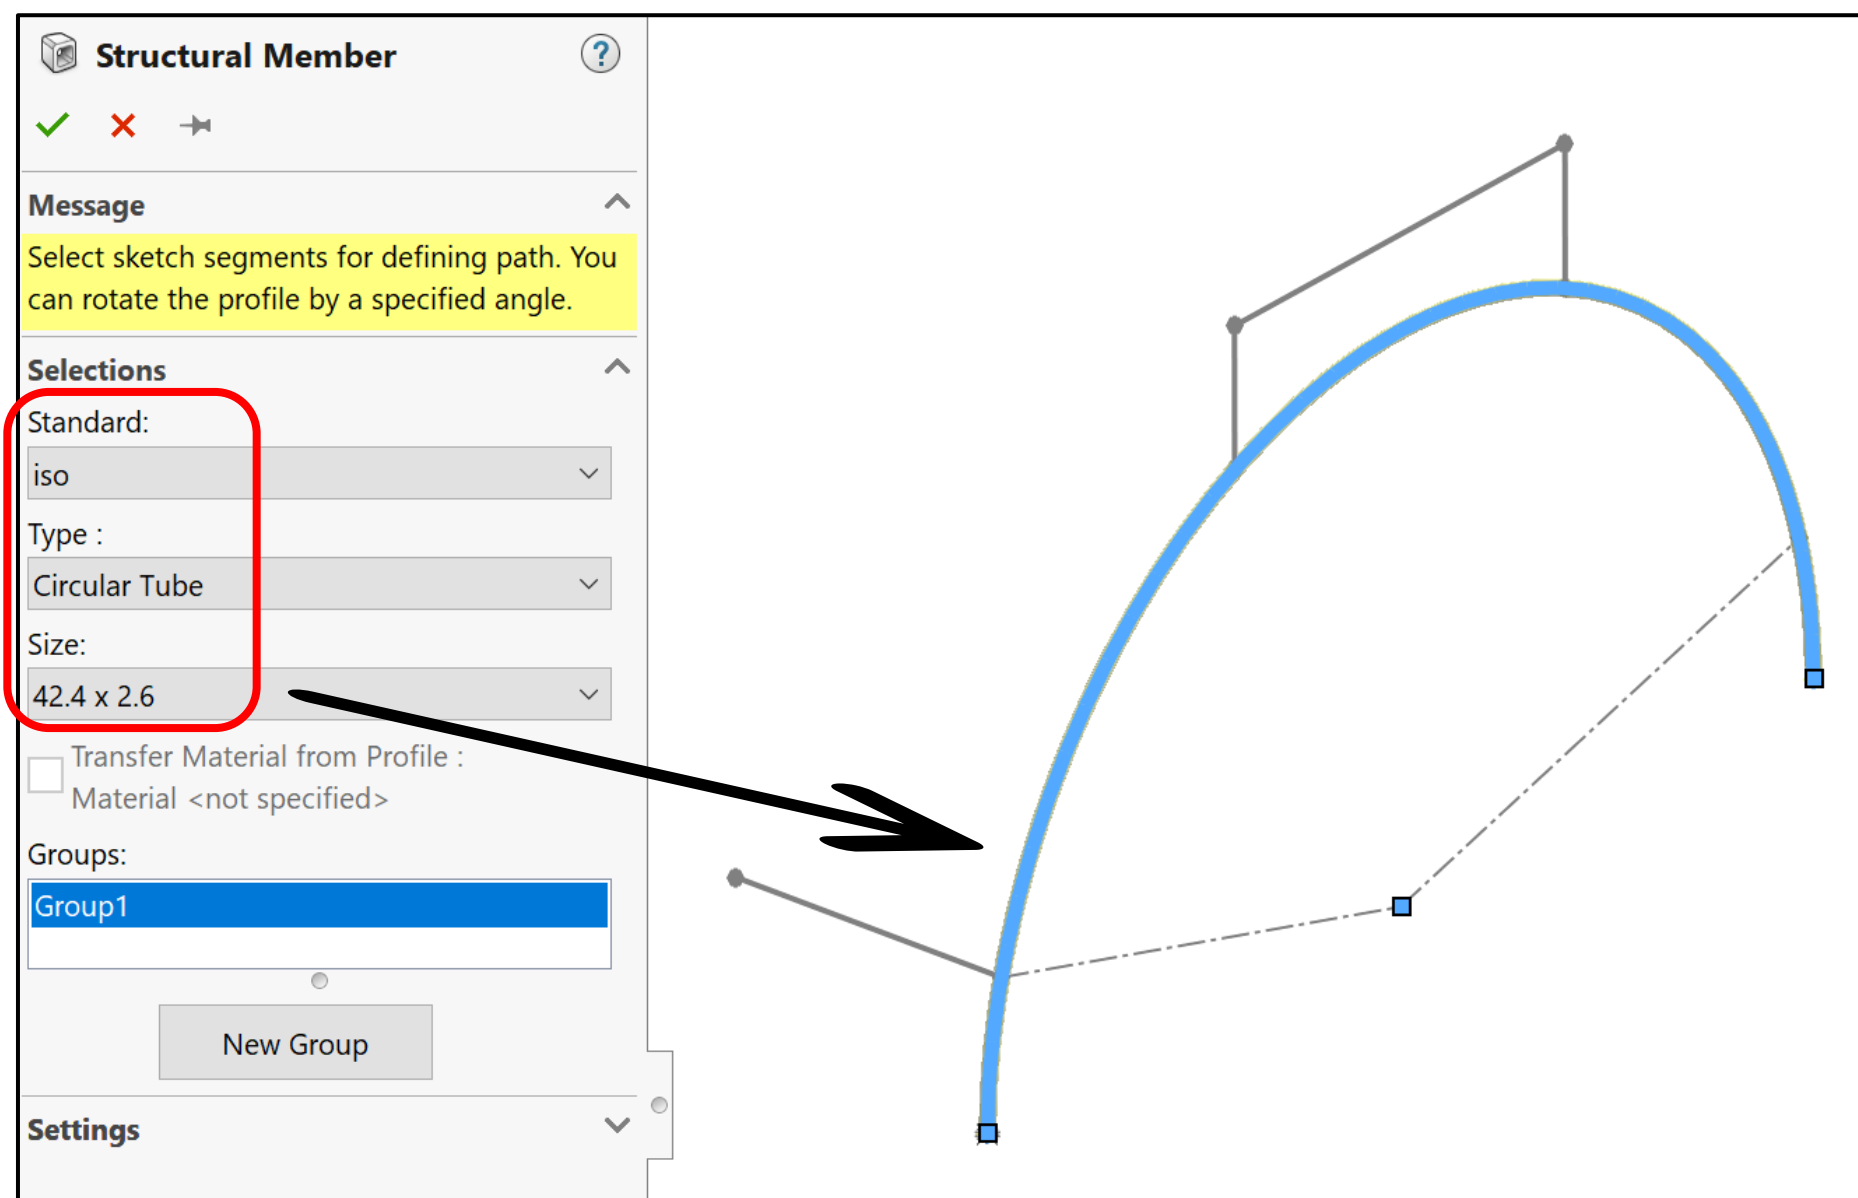 Structural Member
?
Message
Select sketch segments for defining path. You
can rotate the profile by a specified angle.
Selections
Standard:
iso
Type :
Circular Tube
Size:
42.4 x 2.6
Transfer Material from Profile :
Material <not specified>
Groups:
Group1
New Group
Settings